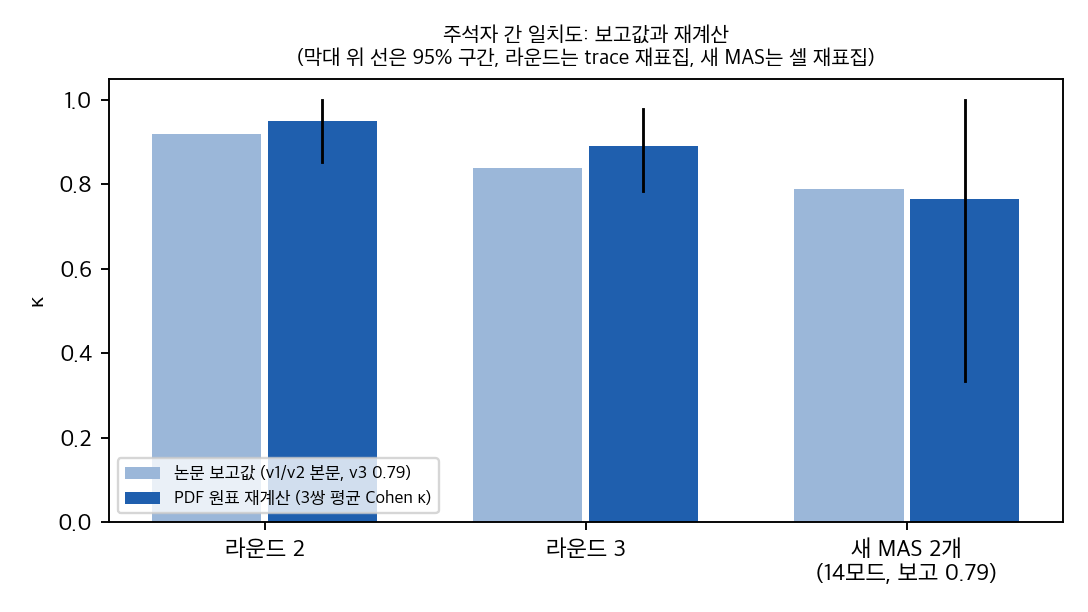 주석자 간 일치도: 보고값과 재계산
(막대 위 선은 95% 구간, 라운드는 trace 재표집, 새 MAS는 셀 재표집)
κ
1.0
0.8
0.6
0.4
0.2
0.0
논문 보고값 (v1/v2 본문, v3 0.79)
PDF 원표 재계산 (3쌍 평균 Cohen κ)
라운드 2
라운드 3
새 MAS 2개
(14모드, 보고 0.79)